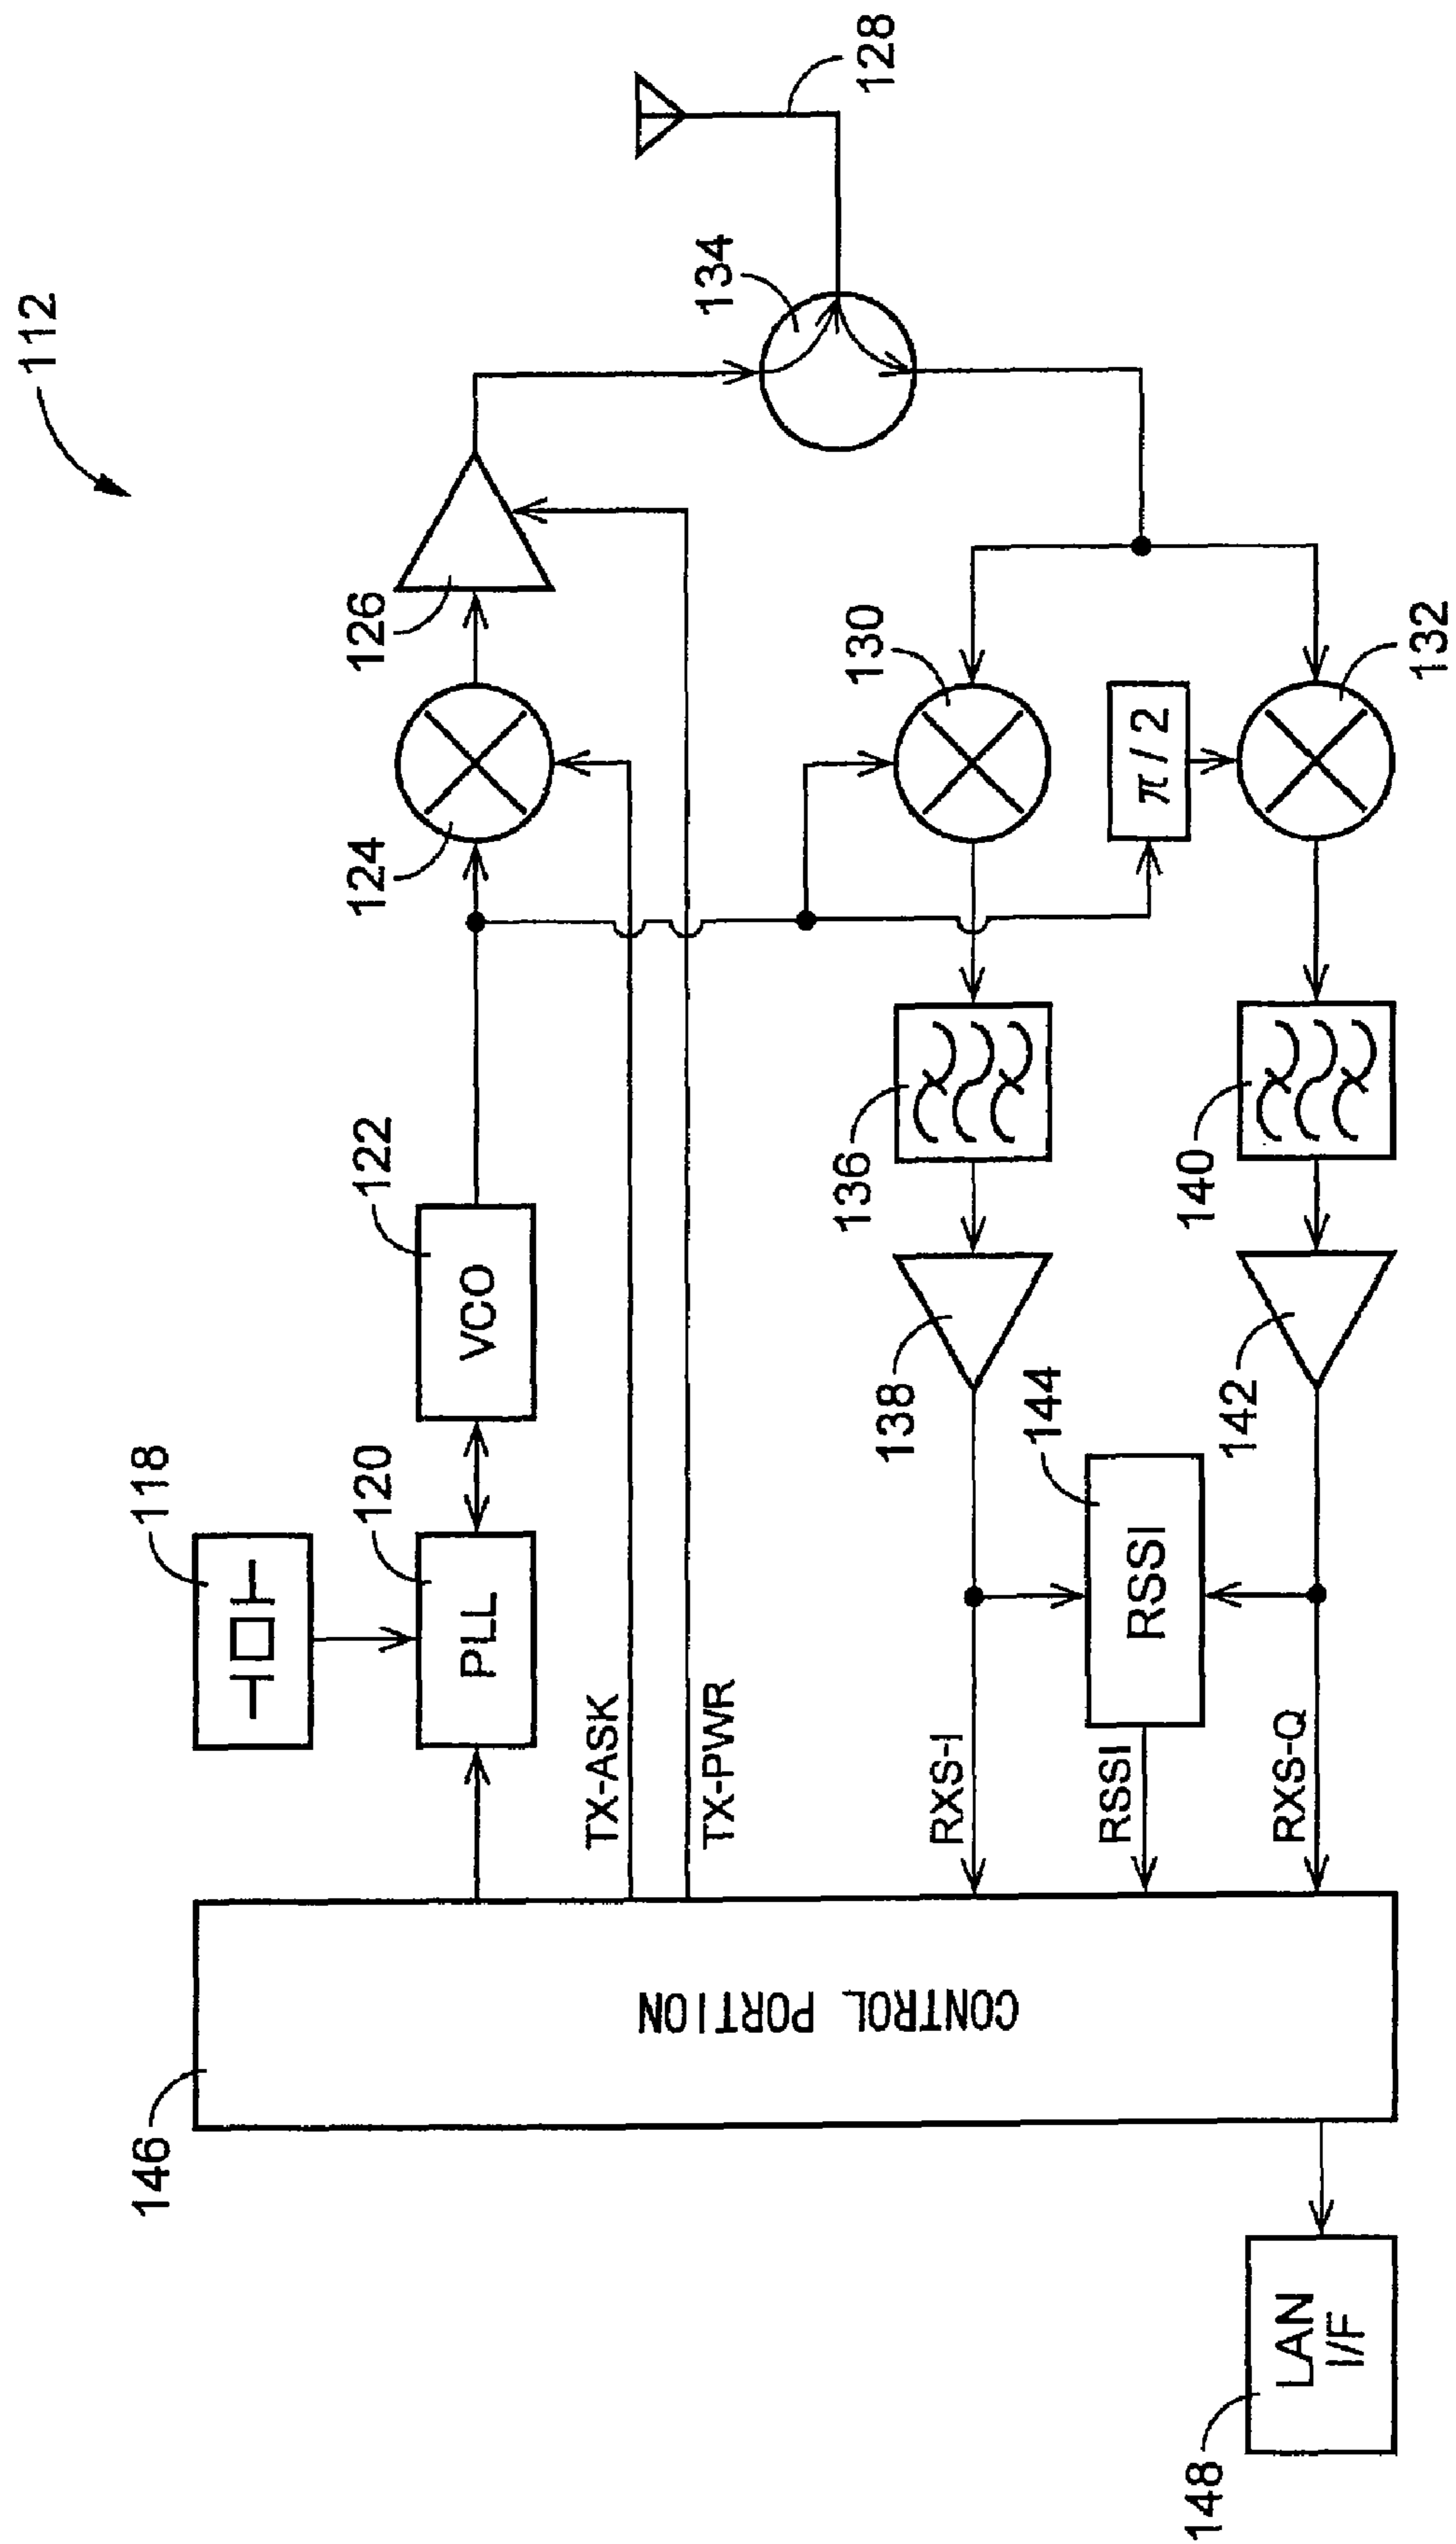 112
118
120
PLL
122
VCO
124
126
134
128
TX-ASK
TX-PWR
146
CONTROL PORTION
130
π/2
132
136
138
140
142
144
RSSI
RXS-I
RSSI
RXS-Q
148
LAN
I/F